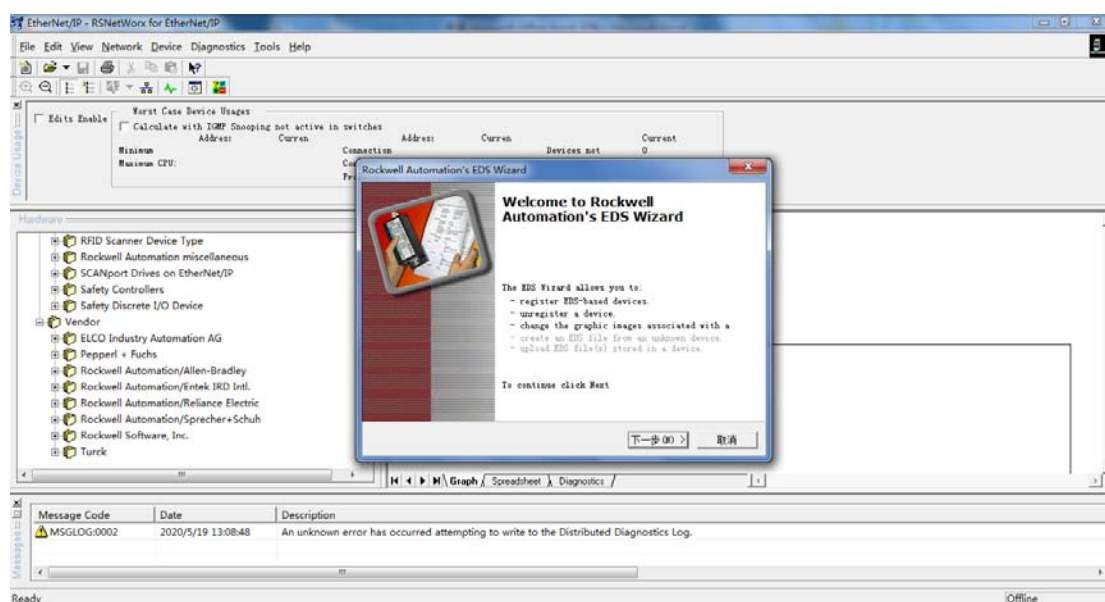 EtherNet/IP - RSNetWorx for EtherNet/IP
File Edit View Network Device Diagnostics Tools Help
Device Usage
Edits Enable
Worst Case Device Usages
Calculate with IGMP Snooping not active in switches
Address Curren Address Curren Current
Minimum Connection Devices not 0
Maximum CPU:
Hardware
RFID Scanner Device Type
Rockwell Automation miscellaneous
SCANport Drives on EtherNet/IP
Safety Controllers
Safety Discrete I/O Device
Vendor
ELCO Industry Automation AG
Pepperl + Fuchs
Rockwell Automation/Allen-Bradley
Rockwell Automation/Entek IRD Intl.
Rockwell Automation/Reliance Electric
Rockwell Automation/Sprecher+Schuh
Rockwell Software, Inc.
Turck
Rockwell Automation's EDS Wizard
Welcome to Rockwell
Automation's EDS Wizard
The EDS Wizard allows you to:
- register EDS-based devices.
- unregister a device.
- change the graphic images associated with a
- create an EDS file from an unknown device.
- upload EDS file(s) stored in a device.
To continue click Next
下一步(N) >
取消
Graph Spreadsheet Diagnostics
Messages
Message Code Date Description
MSGLOG:0002 2020/5/19 13:08:48 An unknown error has occurred attempting to write to the Distributed Diagnostics Log.
Ready
Offline